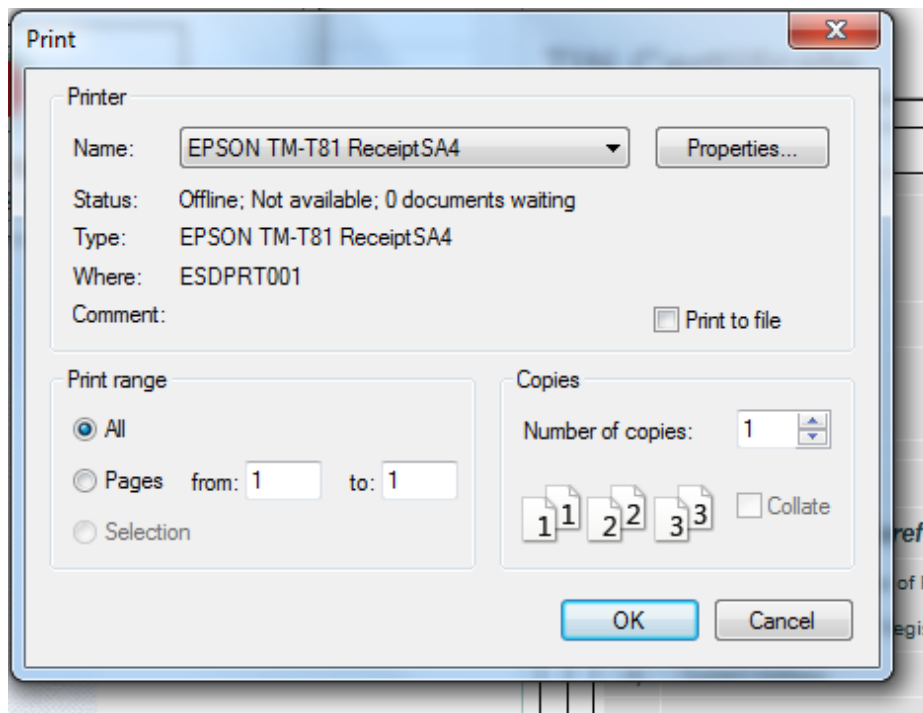 Print
Printer
Name: EPSON TM-T81 ReceiptSA4 Properties...
Status: Offline; Not available; 0 documents waiting
Type: EPSON TM-T81 ReceiptSA4
Where: ESDPRT001
Comment:
Print to file
Print range
All
Pages from: 1 to: 1
Selection
Copies
Number of copies: 1
1 1 2 2 3 3
Collate
OK Cancel
of